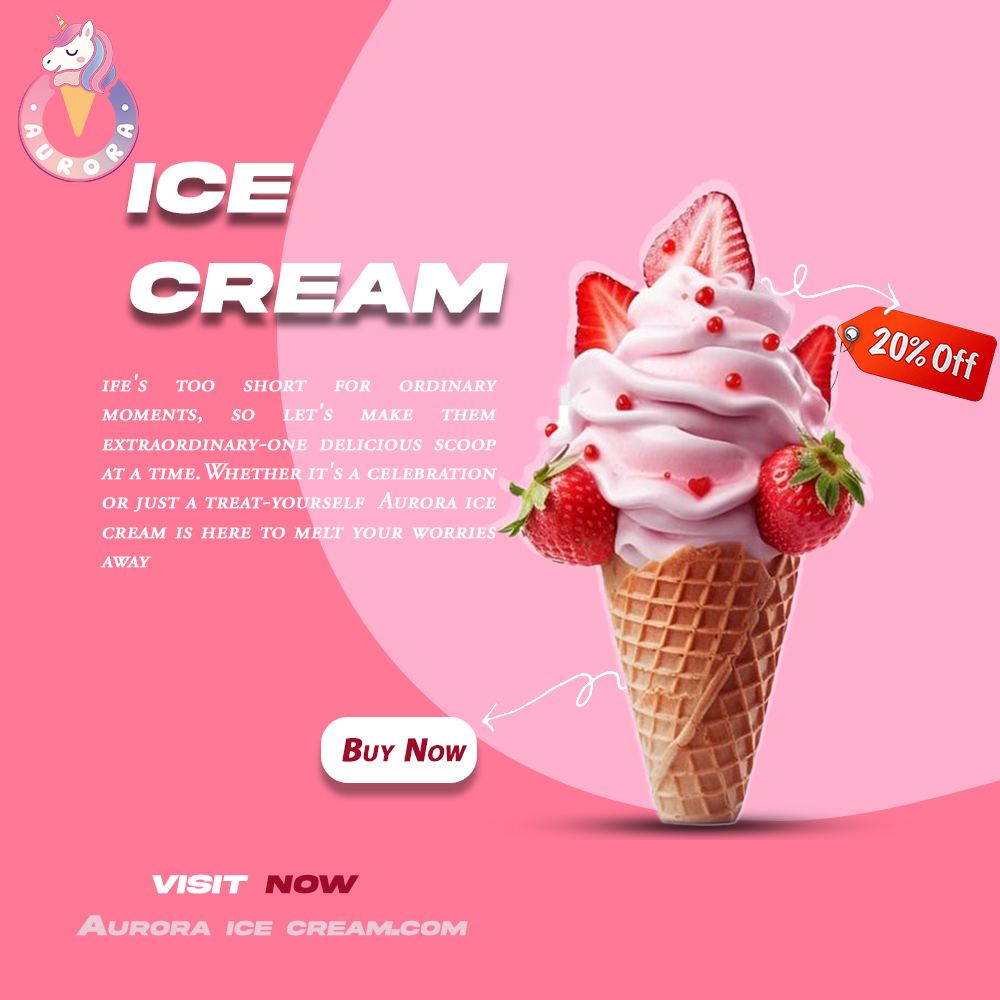 AURORA
ICE
CREAM
20% Off
IFE'S TOO SHORT FOR ORDINARY
MOMENTS, SO LET'S MAKE THEM
EXTRAORDINARY-ONE DELICIOUS SCOOP
AT A TIME.WHETHER IT'S A CELEBRATION
OR JUST A TREAT-YOURSELF AURORA ICE
CREAM IS HERE TO MELT YOUR WORRIES
AWAY
BUY NOW
VISIT NOW
AURORA ICE CREAM.COM